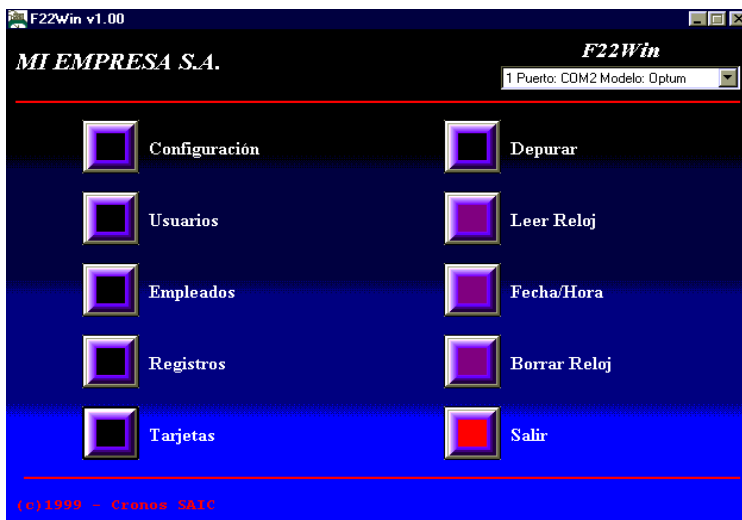 F22Win v1.00
MI EMPRESA S.A.
F22Win
1 Puerto: COM2 Modelo: Optum
Configuración
Depurar
Usuarios
Leer Reloj
Empleados
Fecha/Hora
Registros
Borrar Reloj
Tarjetas
Salir
(c)1999 - Cronos SAIC